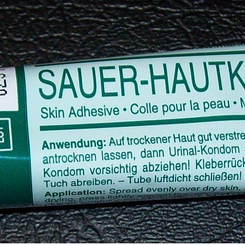 SAUER-HAUTK
Skin Adhesive • Colle pour la peau •
Anwendung: Auf trockener Haut gut verstre
antrocknen lassen, dann Urinal-Kondom
Kondom vorsichtig abziehen! Kleberrück
Tuch abreiben. – Tube luftdicht schließen!
Application: Spread evenly over dry skin